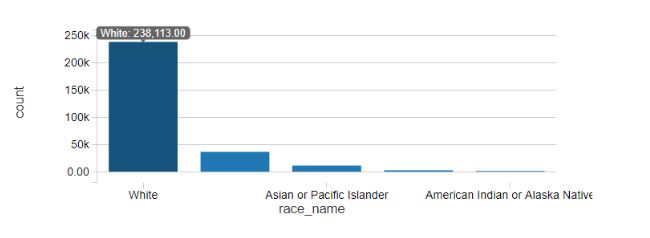 White: 238,113.00
250k
200k
150k
100k
50k
0.00
count
White
Asian or Pacific Islander
American Indian or Alaska Native
race_name